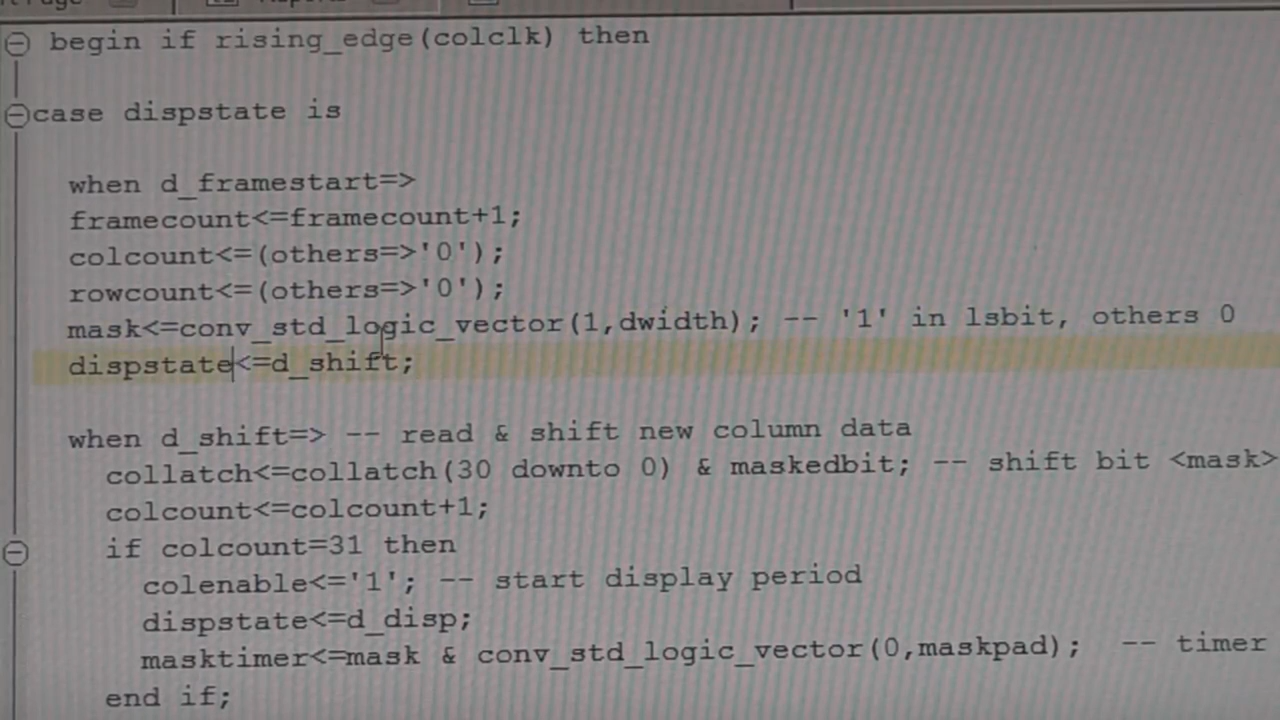 begin if rising_edge(colclk) then
case dispstate is
when d_framestart=>
framecount<=framecount+1;
colcount<=(others=>'0');
rowcount<=(others=>'0');
mask<=conv_std_logic_vector(1,dwidth); -- '1' in lsbit, others 0
dispstate<=d_shift;
when d_shift=> -- read & shift new column data
collatch<=collatch(30 downto 0) & maskedbit; -- shift bit <mask>
colcount<=colcount+1;
if colcount=31 then
colenable<='1'; -- start display period
dispstate<=d_disp;
masktimer<=mask & conv_std_logic_vector(0,maskpad); -- timer
end if;